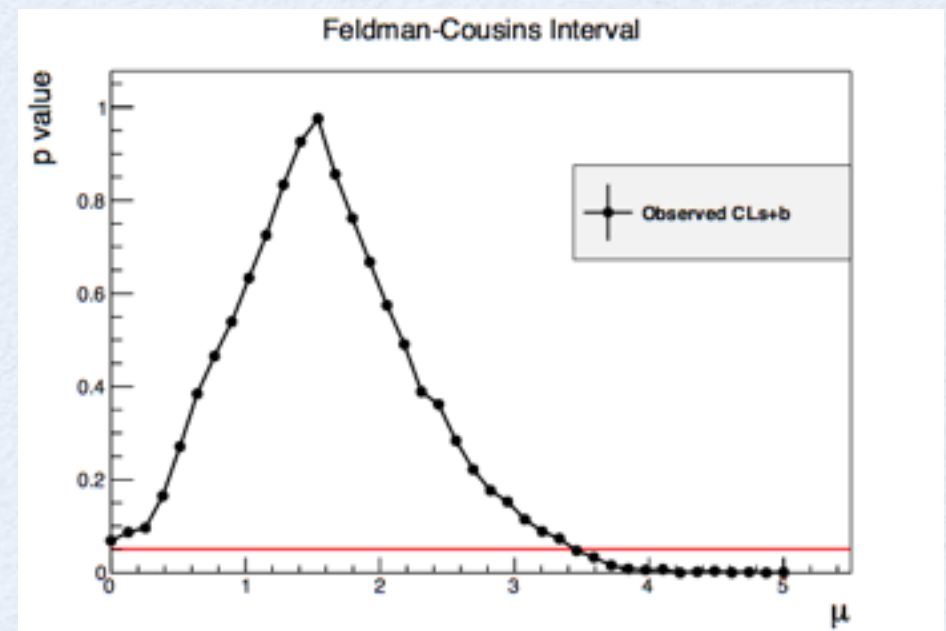 Feldman-Cousins Interval
p value
1
0.8
0.6
0.4
0.2
0
Observed CLs+b
0 1 2 3 4 5
μ